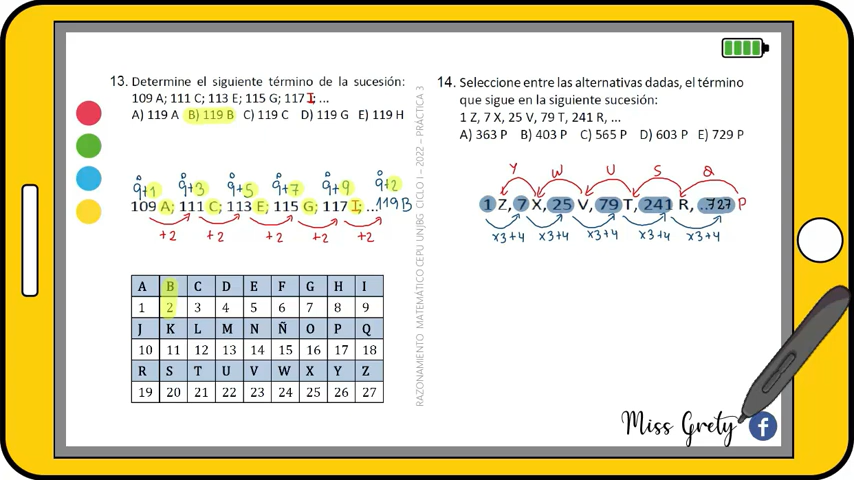 13. Determine el siguiente término de la sucesión:
109 A; 111 C; 113 E; 115 G; 117 I; ...
A) 119 A B) 119 B C) 119 C D) 119 G E) 119 H
9°+1 9°+3 9°+5 9°+7 9°+9 9°+2
109 A; 111 C; 113 E; 115 G; 117 I; ... 119 B
+2 +2 +2 +2 +2
A B C D E F G H I
1 2 3 4 5 6 7 8 9
J K L M N Ñ O P Q
10 11 12 13 14 15 16 17 18
R S T U V W X Y Z
19 20 21 22 23 24 25 26 27
RAZONAMIENTO MATEMÁTICO CEPU UNJBG CICLO I - 2022 – PRÁCTICA 3
14. Seleccione entre las alternativas dadas, el término
que sigue en la siguiente sucesión:
1 Z, 7 X, 25 V, 79 T, 241 R, ...
A) 363 P B) 403 P C) 565 P D) 603 P E) 729 P
Y W U S Q
1 Z, 7 X, 25 V, 79 T, 241 R, ... 727 P
x3+4 x3+4 x3+4 x3+4 x3+4
Miss Grety f